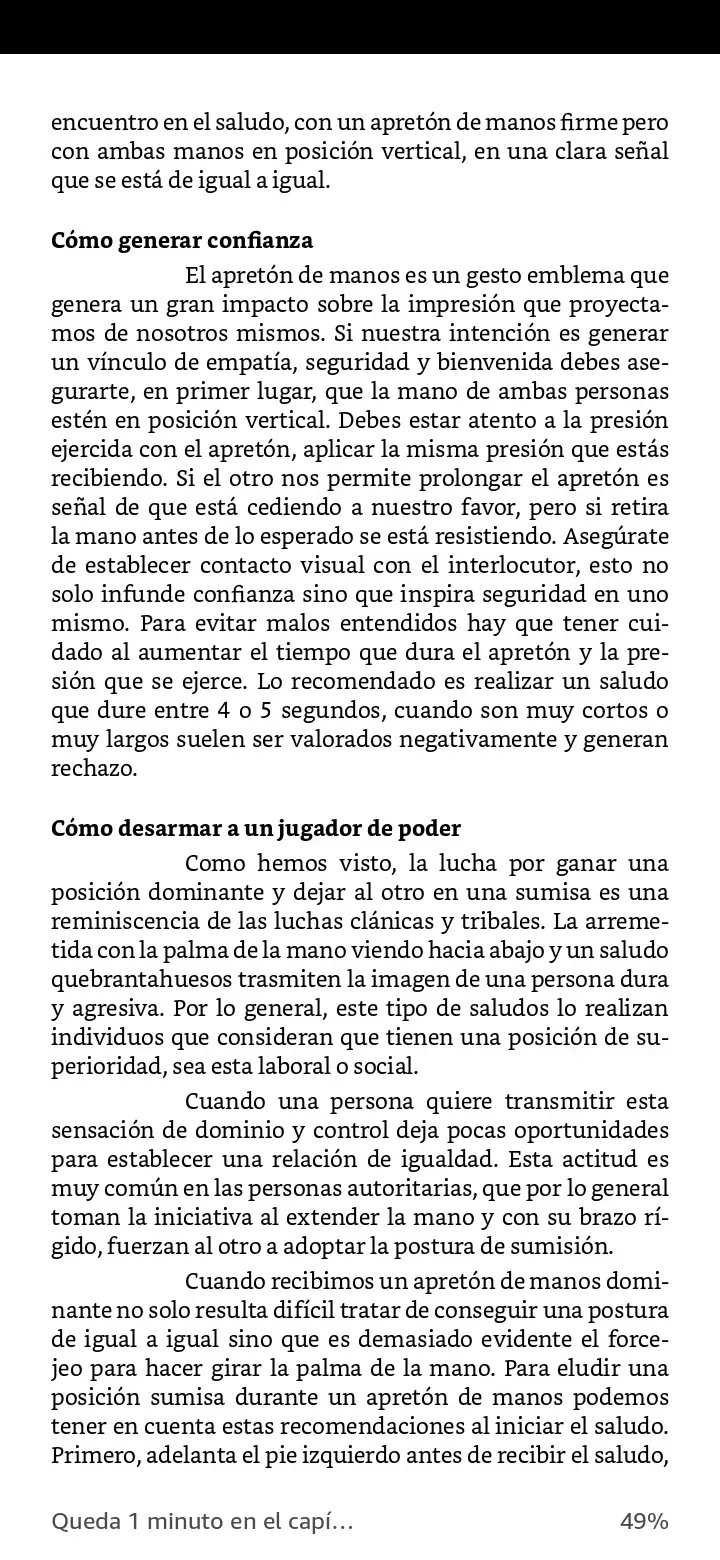 encuentro en el saludo, con un apretón de manos firme pero
con ambas manos en posición vertical, en una clara señal
que se está de igual a igual.
Cómo generar confianza
El apretón de manos es un gesto emblema que
genera un gran impacto sobre la impresión que proyecta-
mos de nosotros mismos. Si nuestra intención es generar
un vínculo de empatía, seguridad y bienvenida debes ase-
gurarte, en primer lugar, que la mano de ambas personas
estén en posición vertical. Debes estar atento a la presión
ejercida con el apretón, aplicar la misma presión que estás
recibiendo. Si el otro nos permite prolongar el apretón es
señal de que está cediendo a nuestro favor, pero si retira
la mano antes de lo esperado se está resistiendo. Asegúrate
de establecer contacto visual con el interlocutor, esto no
solo infunde confianza sino que inspira seguridad en uno
mismo. Para evitar malos entendidos hay que tener cui-
dado al aumentar el tiempo que dura el apretón y la pre-
sión que se ejerce. Lo recomendado es realizar un saludo
que dure entre 4 o 5 segundos, cuando son muy cortos o
muy largos suelen ser valorados negativamente y generan
rechazo.
Cómo desarmar a un jugador de poder
Como hemos visto, la lucha por ganar una
posición dominante y dejar al otro en una sumisa es una
reminiscencia de las luchas clánicas y tribales. La arreme-
tida con la palma de la mano viendo hacia abajo y un saludo
quebrantahuesos trasmiten la imagen de una persona dura
y agresiva. Por lo general, este tipo de saludos lo realizan
individuos que consideran que tienen una posición de su-
perioridad, sea esta laboral o social.
Cuando una persona quiere transmitir esta
sensación de dominio y control deja pocas oportunidades
para establecer una relación de igualdad. Esta actitud es
muy común en las personas autoritarias, que por lo general
toman la iniciativa al extender la mano y con su brazo rí-
gido, fuerzan al otro a adoptar la postura de sumisión.
Cuando recibimos un apretón de manos domi-
nante no solo resulta difícil tratar de conseguir una postura
de igual a igual sino que es demasiado evidente el force-
jeo para hacer girar la palma de la mano. Para eludir una
posición sumisa durante un apretón de manos podemos
tener en cuenta estas recomendaciones al iniciar el saludo.
Primero, adelanta el pie izquierdo antes de recibir el saludo,
Queda 1 minuto en el capí... 49%